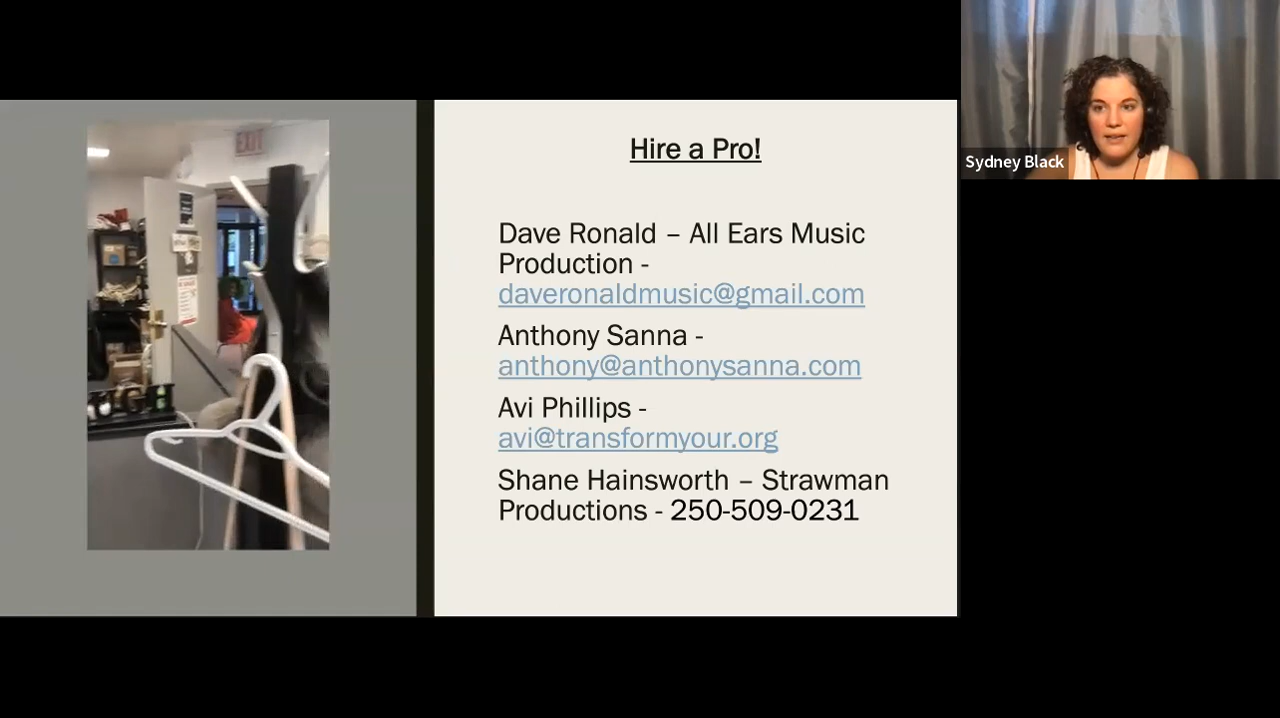 Hire a Pro!
Dave Ronald – All Ears Music
Production -
daveronaldmusic@gmail.com
Anthony Sanna -
anthony@anthonysanna.com
Avi Phillips -
avi@transformyour.org
Shane Hainsworth – Strawman
Productions - 250-509-0231
Sydney Black
EXIT